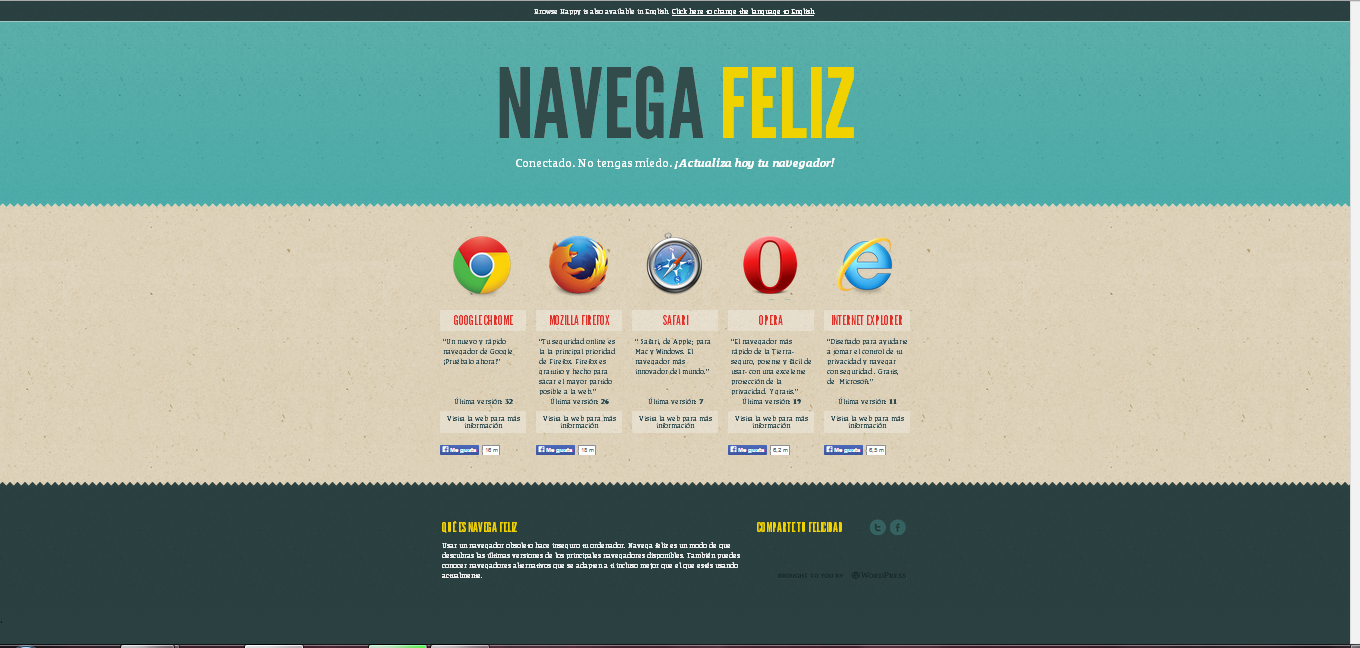 Browse Happy is also available in English. Click here to change the language to English
NAVEGA FELIZ
Conectado. No tengas miedo. ¡Actualiza hoy tu navegador!
GOOGLE CHROME
"Un nuevo y rápido
navegador de Google.
¡Pruébalo ahora!"
Última versión: 32
Visita la web para más
información
Me gusta 16 m
MOZILLA FIREFOX
"Tu seguridad online es
la la principal prioridad
de Firefox. Firefox es
gratuito y hecho para
sacar el mayor partido
posible a la web."
Última versión: 26
Visita la web para más
información
Me gusta 15 m
SAFARI
" Safari, de Apple; para
Mac y Windows. El
navegador más
innovador del mundo."
Última versión: 7
Visita la web para más
información
OPERA
"El navegador más
rápido de la Tierra-
seguro, potente y fácil de
usar- con una excelente
protección de la
privacidad. Y gratis."
Última versión: 19
Visita la web para más
información
Me gusta 6,2 m
INTERNET EXPLORER
"Diseñado para ayudarte
a tomar el control de tu
privacidad y navegar
con seguridad . Gratis,
de Microsoft."
Última versión: 11
Visita la web para más
información
Me gusta 6,5 m
QUÉ ES NAVEGA FELIZ
Usar un navegador obsoleto hace inseguro tu ordenador. Navega feliz es un modo de que
descubras las últimas versiones de los principales navegadores disponibles. También puedes
conocer navegadores alternativos que se adapten a ti incluso mejor que el que estés usando
actualmente.
COMPARTE TU FELICIDAD
BROUGHT TO YOU BY WORDPRESS